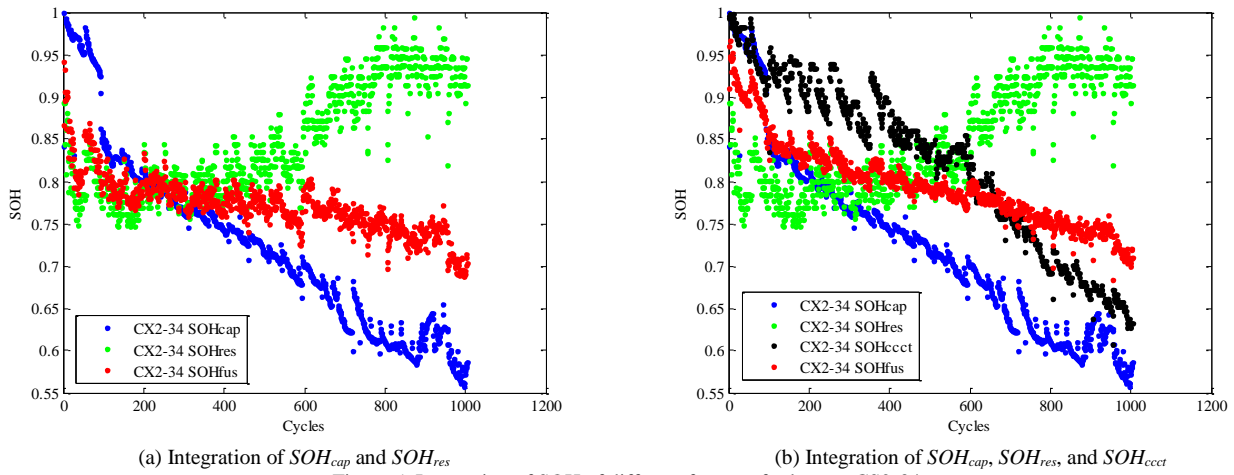 1
0.95
0.9
0.85
0.8
0.75
0.7
0.65
0.6
0.55
SOH
CX2-34 SOHcap
CX2-34 SOHres
CX2-34 SOHfus
0 200 400 600 800 1000 1200
Cycles
(a) Integration of SOHcap and SOHres
1
0.95
0.9
0.85
0.8
0.75
0.7
0.65
0.6
0.55
SOH
CX2-34 SOHcap
CX2-34 SOHres
CX2-34 SOHccct
CX2-34 SOHfus
0 200 400 600 800 1000 1200
Cycles
(b) Integration of SOHcap, SOHres, and SOHccct